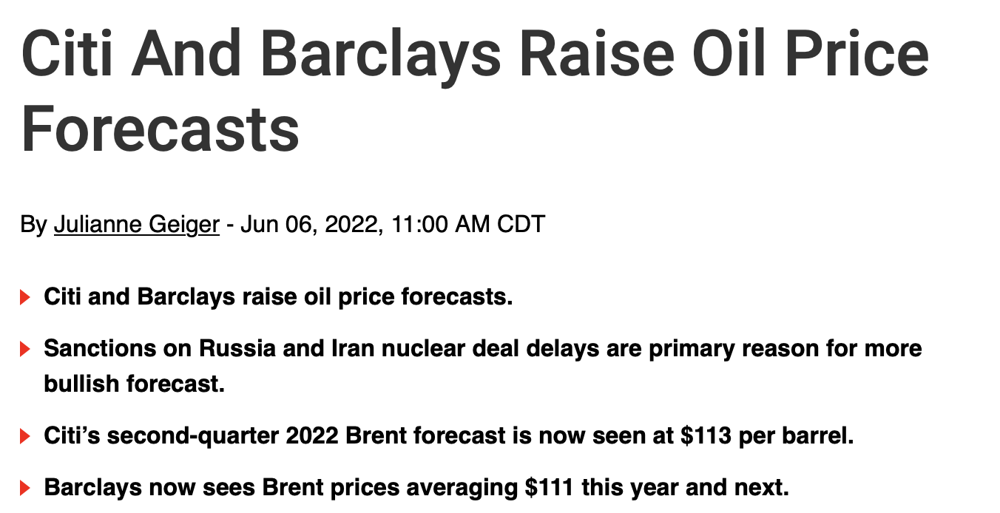 Citi And Barclays Raise Oil Price
Forecasts
By Julianne Geiger - Jun 06, 2022, 11:00 AM CDT
Citi and Barclays raise oil price forecasts.
Sanctions on Russia and Iran nuclear deal delays are primary reason for more
bullish forecast.
Citi’s second-quarter 2022 Brent forecast is now seen at $113 per barrel.
Barclays now sees Brent prices averaging $111 this year and next.